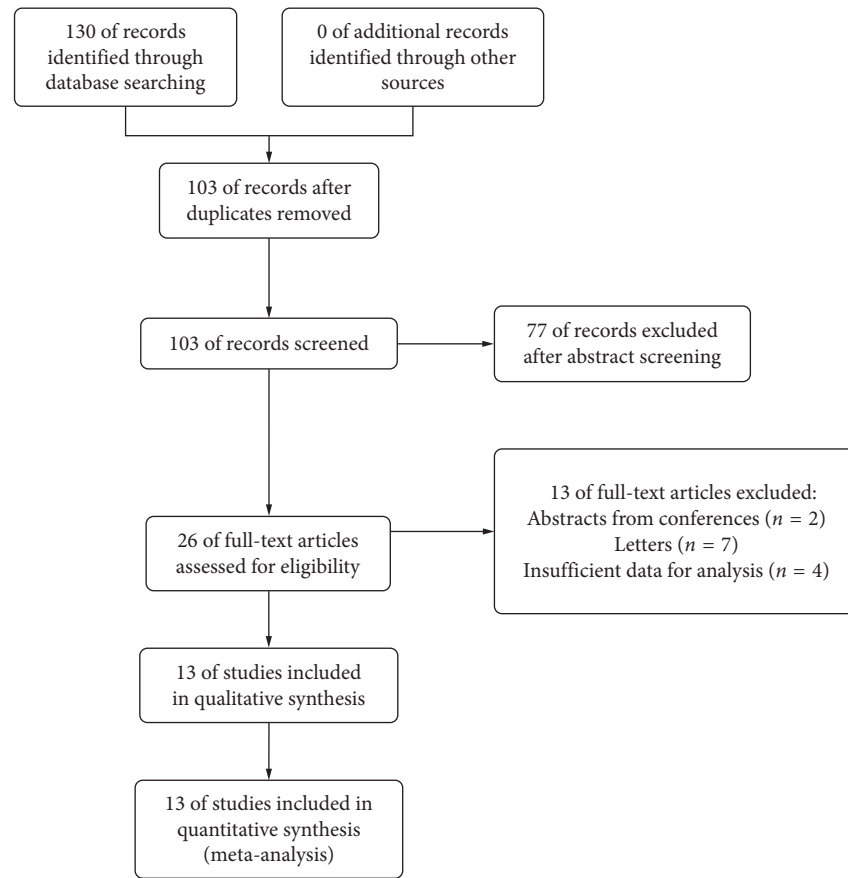 130 of records
identified through
database searching
0 of additional records
identified through other
sources
103 of records after
duplicates removed
103 of records screened
77 of records excluded
after abstract screening
26 of full-text articles
assessed for eligibility
13 of full-text articles excluded:
Abstracts from conferences (n = 2)
Letters (n = 7)
Insufficient data for analysis (n = 4)
13 of studies included
in qualitative synthesis
13 of studies included in
quantitative synthesis
(meta-analysis)